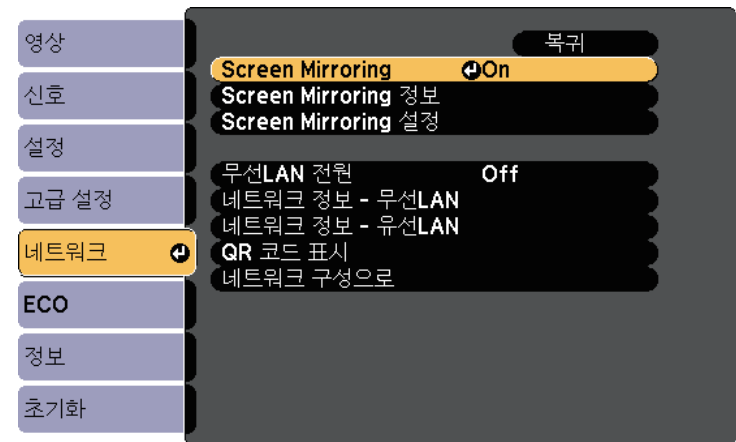 영상
신호
설정
고급 설정
네트워크
ECO
정보
초기화
복귀
Screen Mirroring On
Screen Mirroring 정보
Screen Mirroring 설정
무선LAN 전원 Off
네트워크 정보 - 무선LAN
네트워크 정보 - 유선LAN
QR 코드 표시
네트워크 구성으로